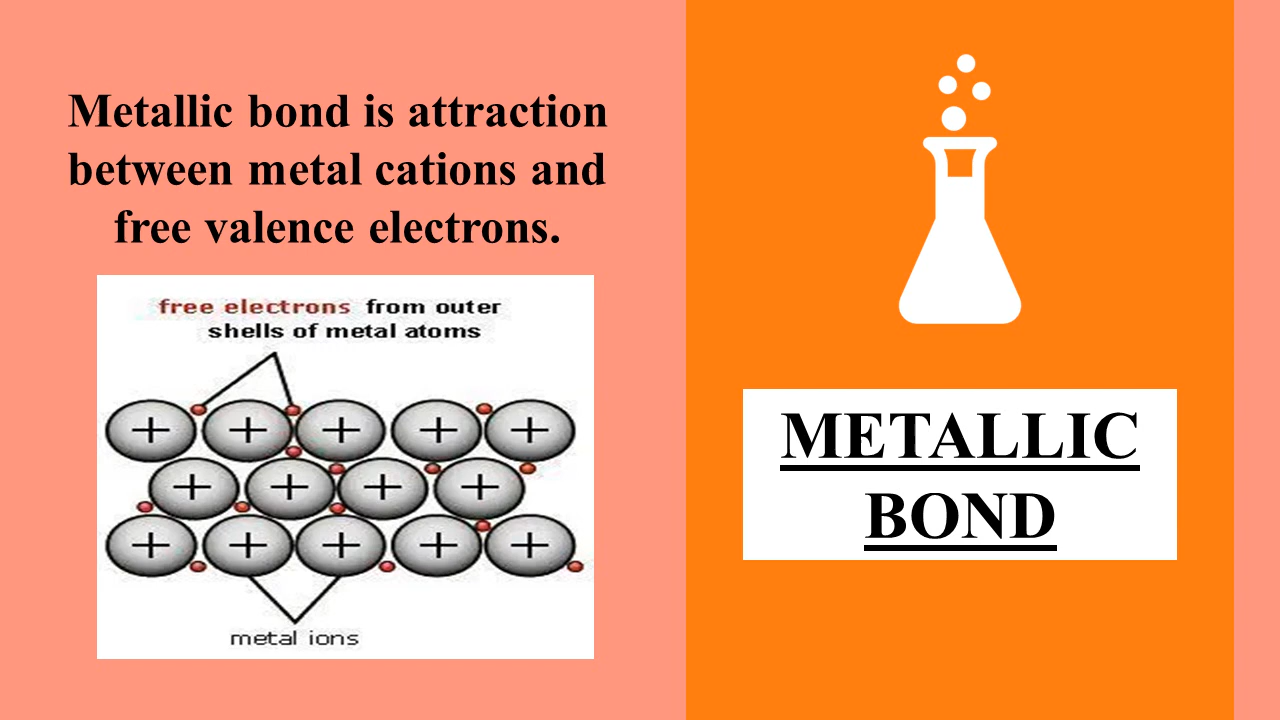 Metallic bond is attraction
between metal cations and
free valence electrons.
free electrons from outer
shells of metal atoms
+ + + + +
+ + + +
+ + + + +
metal ions
METALLIC
BOND